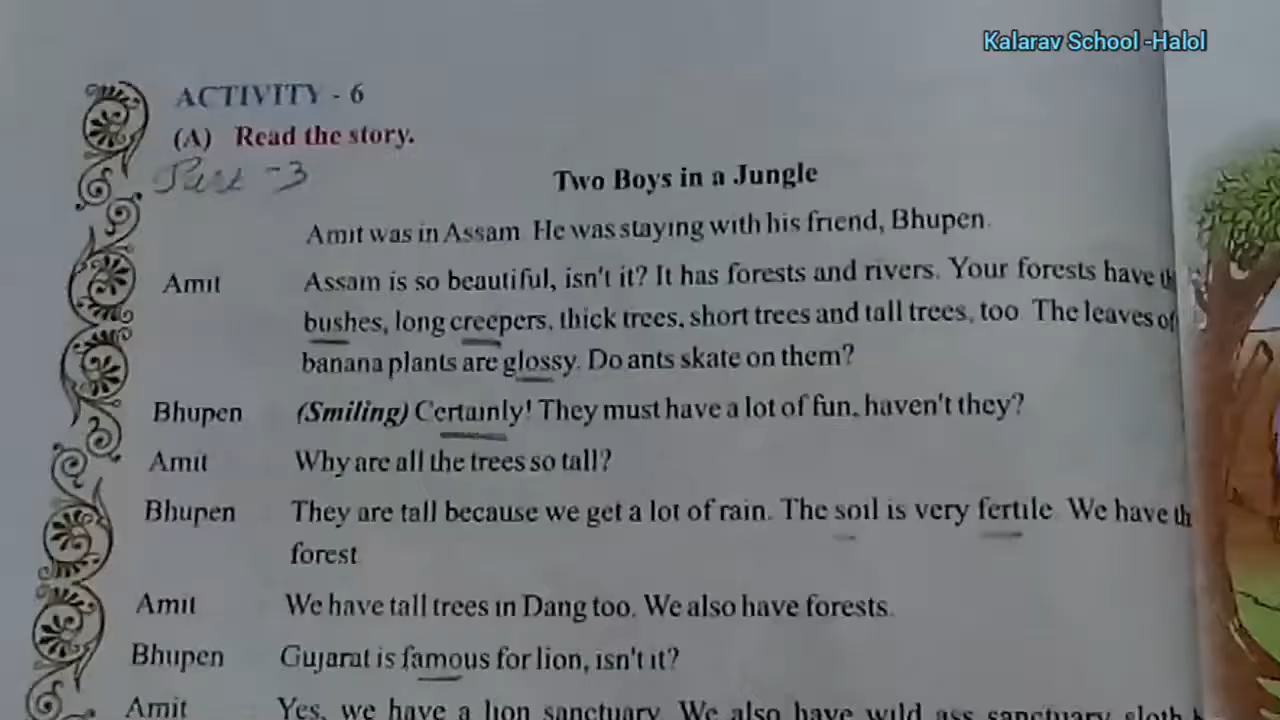 Kalarav School -Halol
ACTIVITY - 6
(A) Read the story.
Part -3
Two Boys in a Jungle
Amit was in Assam. He was staying with his friend, Bhupen.
Amit Assam is so beautiful, isn't it? It has forests and rivers. Your forests have
bushes, long creepers, thick trees, short trees and tall trees, too. The leaves of
banana plants are glossy. Do ants skate on them?
Bhupen (Smiling) Certainly! They must have a lot of fun, haven't they?
Amit Why are all the trees so tall?
Bhupen They are tall because we get a lot of rain. The soil is very fertile. We have
forest
Amit We have tall trees in Dang too. We also have forests.
Bhupen Gujarat is famous for lion, isn't it?
Amit Yes, we have a lion sanctuary. We also have wild ass sanctuary, sloth